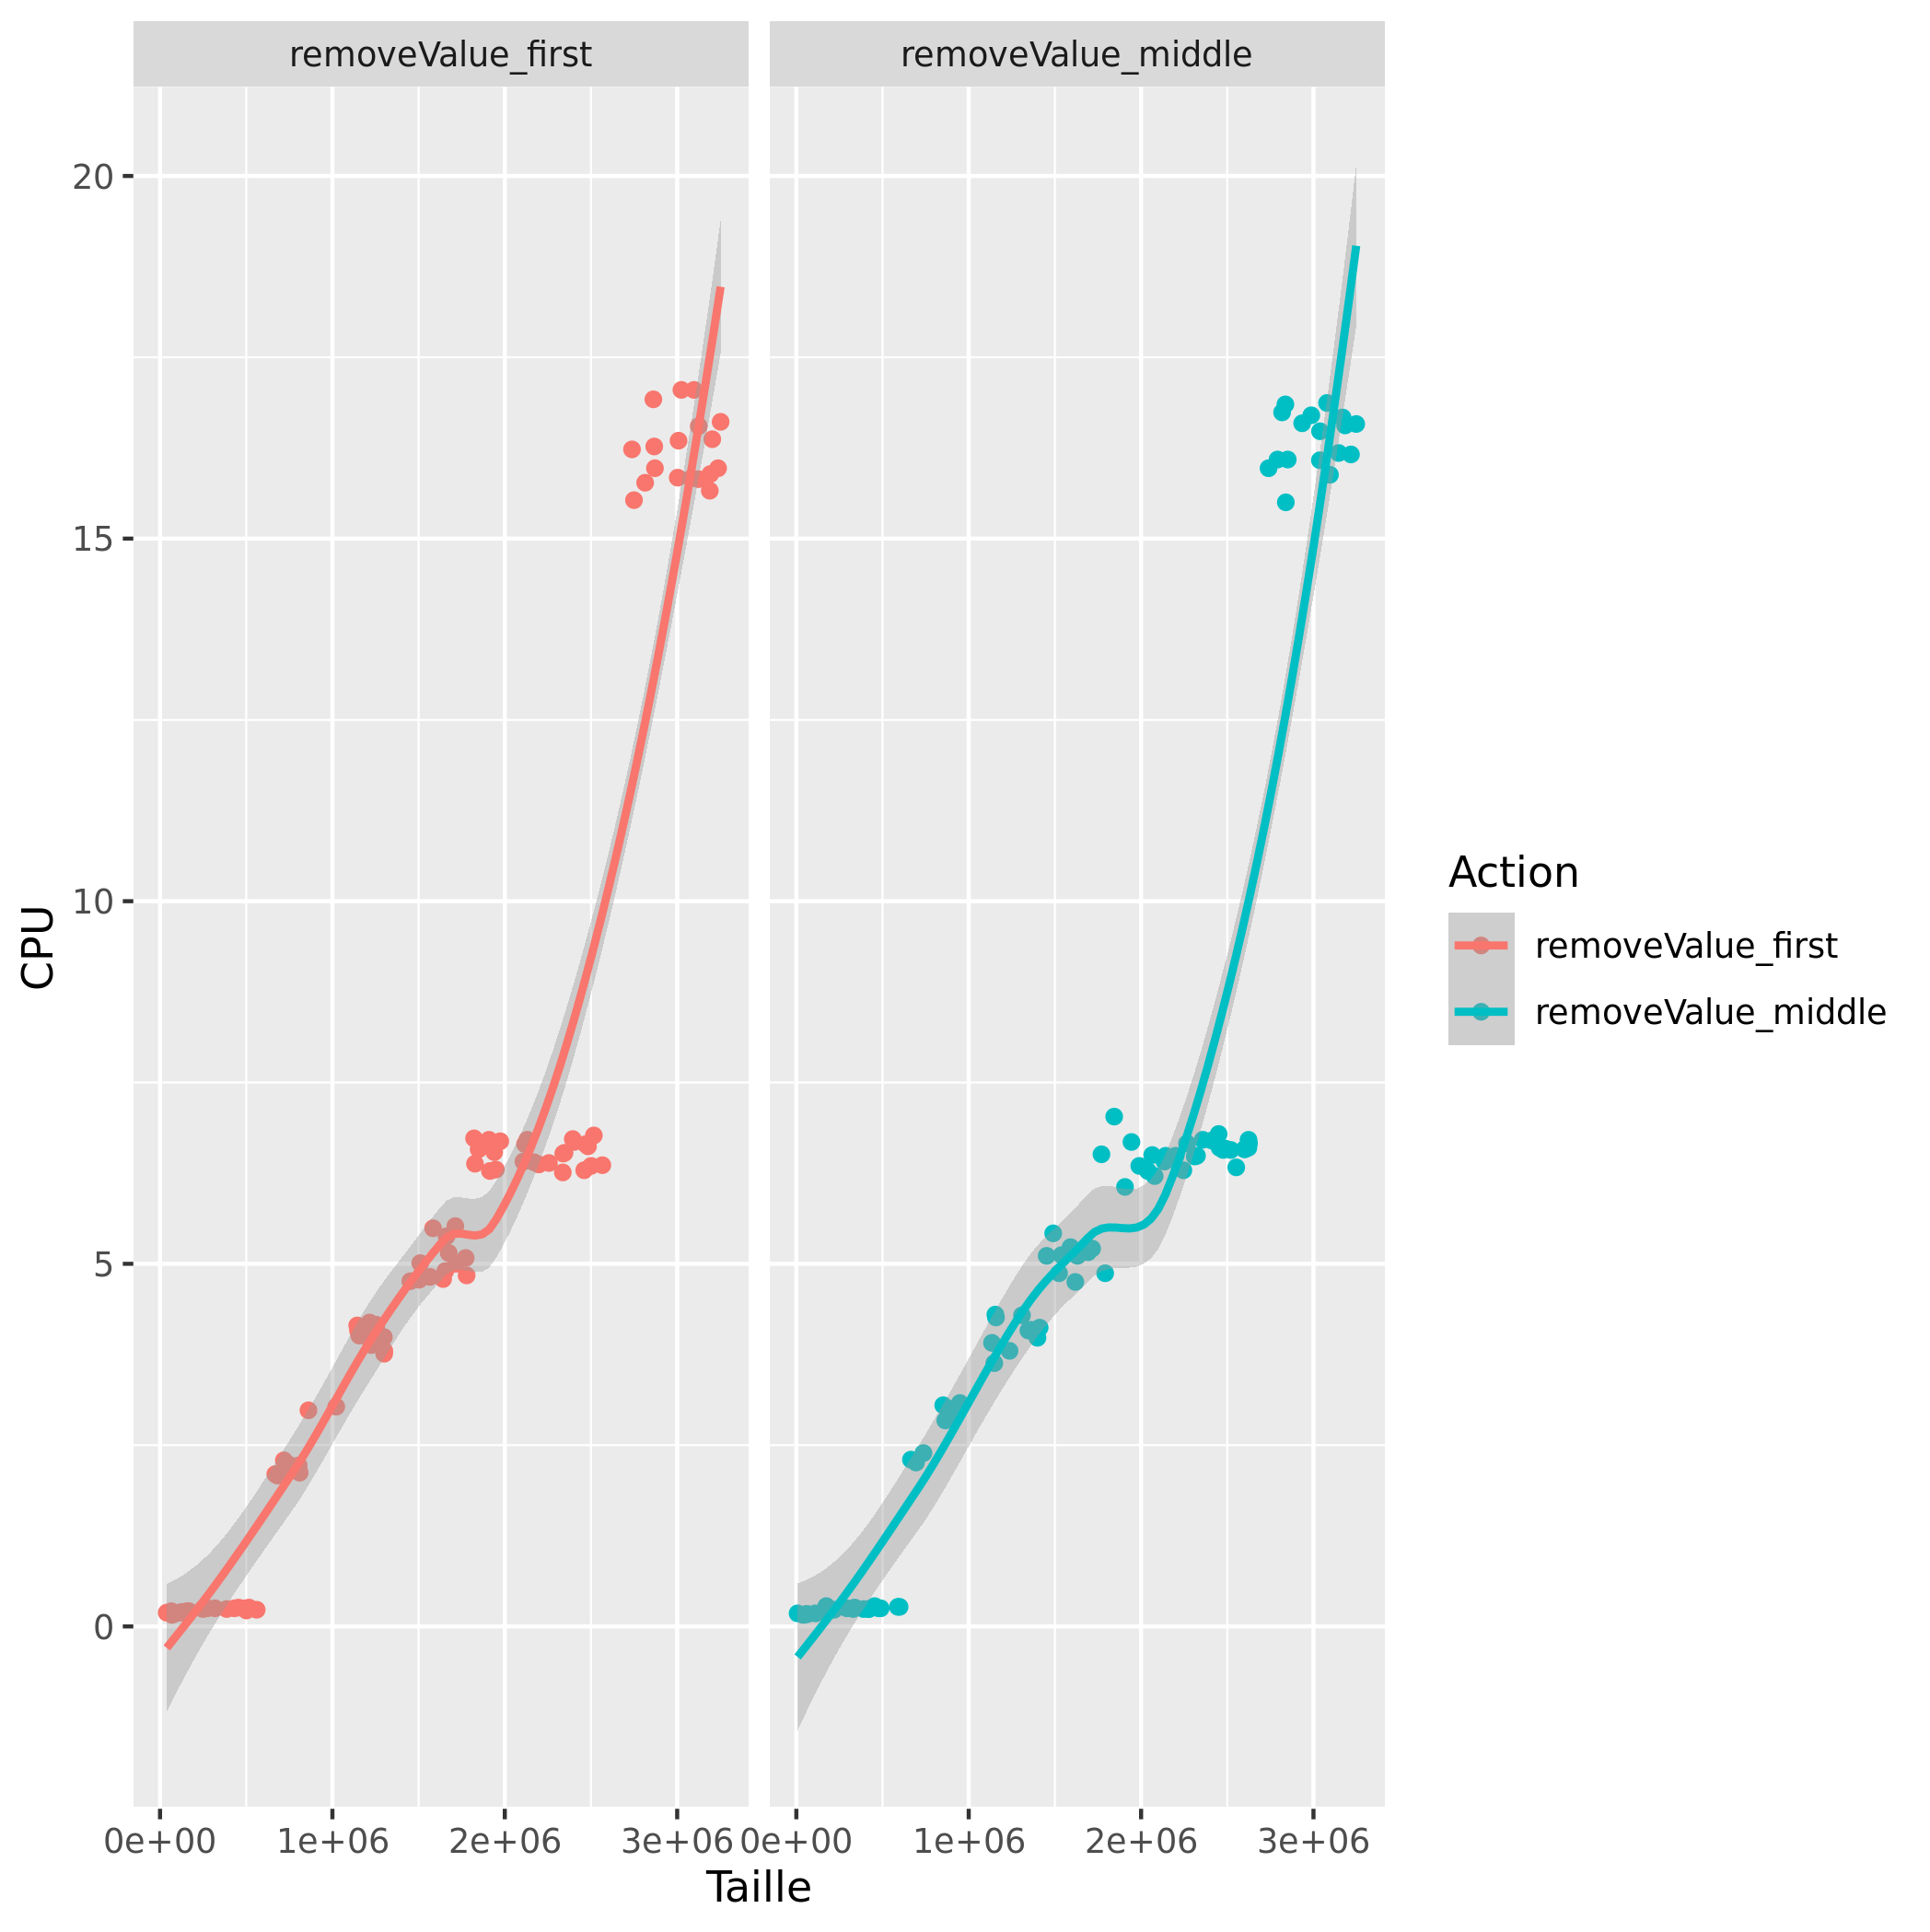 removeValue_first removeValue_middle
20
15
10
5
0
CPU
0e+00 1e+06 2e+06 3e+06 0e+00 1e+06 2e+06 3e+06
Taille
Action
removeValue_first
removeValue_middle